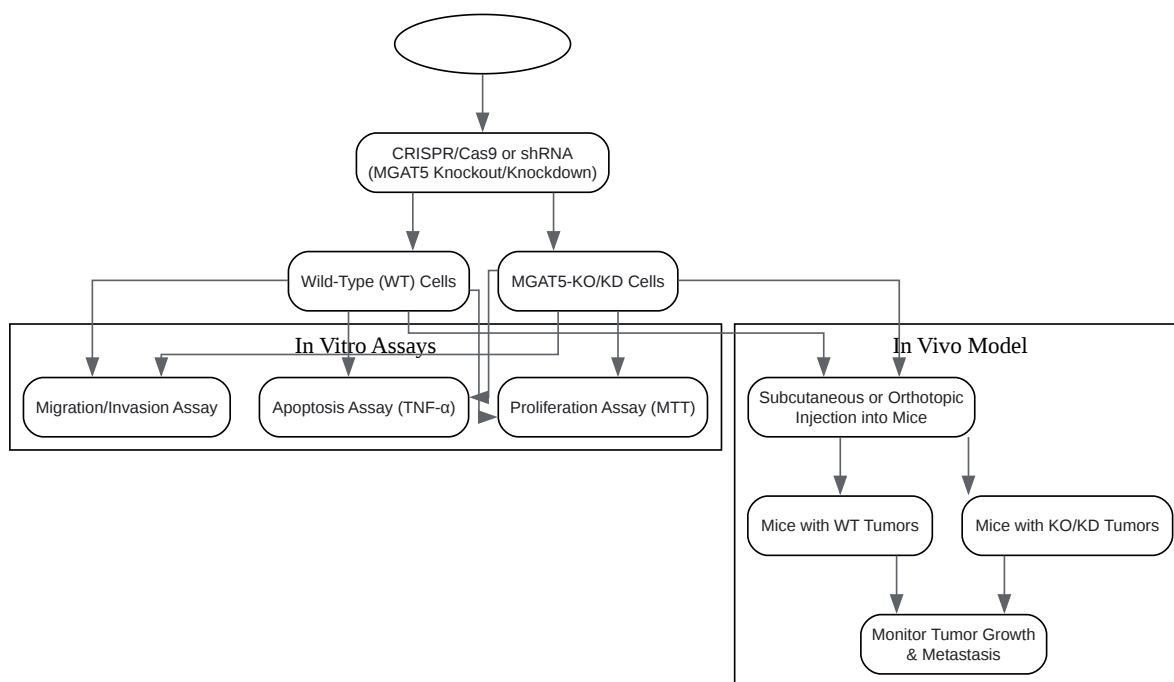 CRISPR/Cas9 or shRNA
(MGAT5 Knockout/Knockdown)
Wild-Type (WT) Cells
MGAT5-KO/KD Cells
In Vitro Assays
In Vivo Model
Migration/Invasion Assay
Apoptosis Assay (TNF-α)
Proliferation Assay (MTT)
Subcutaneous or Orthotopic
Injection into Mice
Mice with WT Tumors
Mice with KO/KD Tumors
Monitor Tumor Growth
& Metastasis